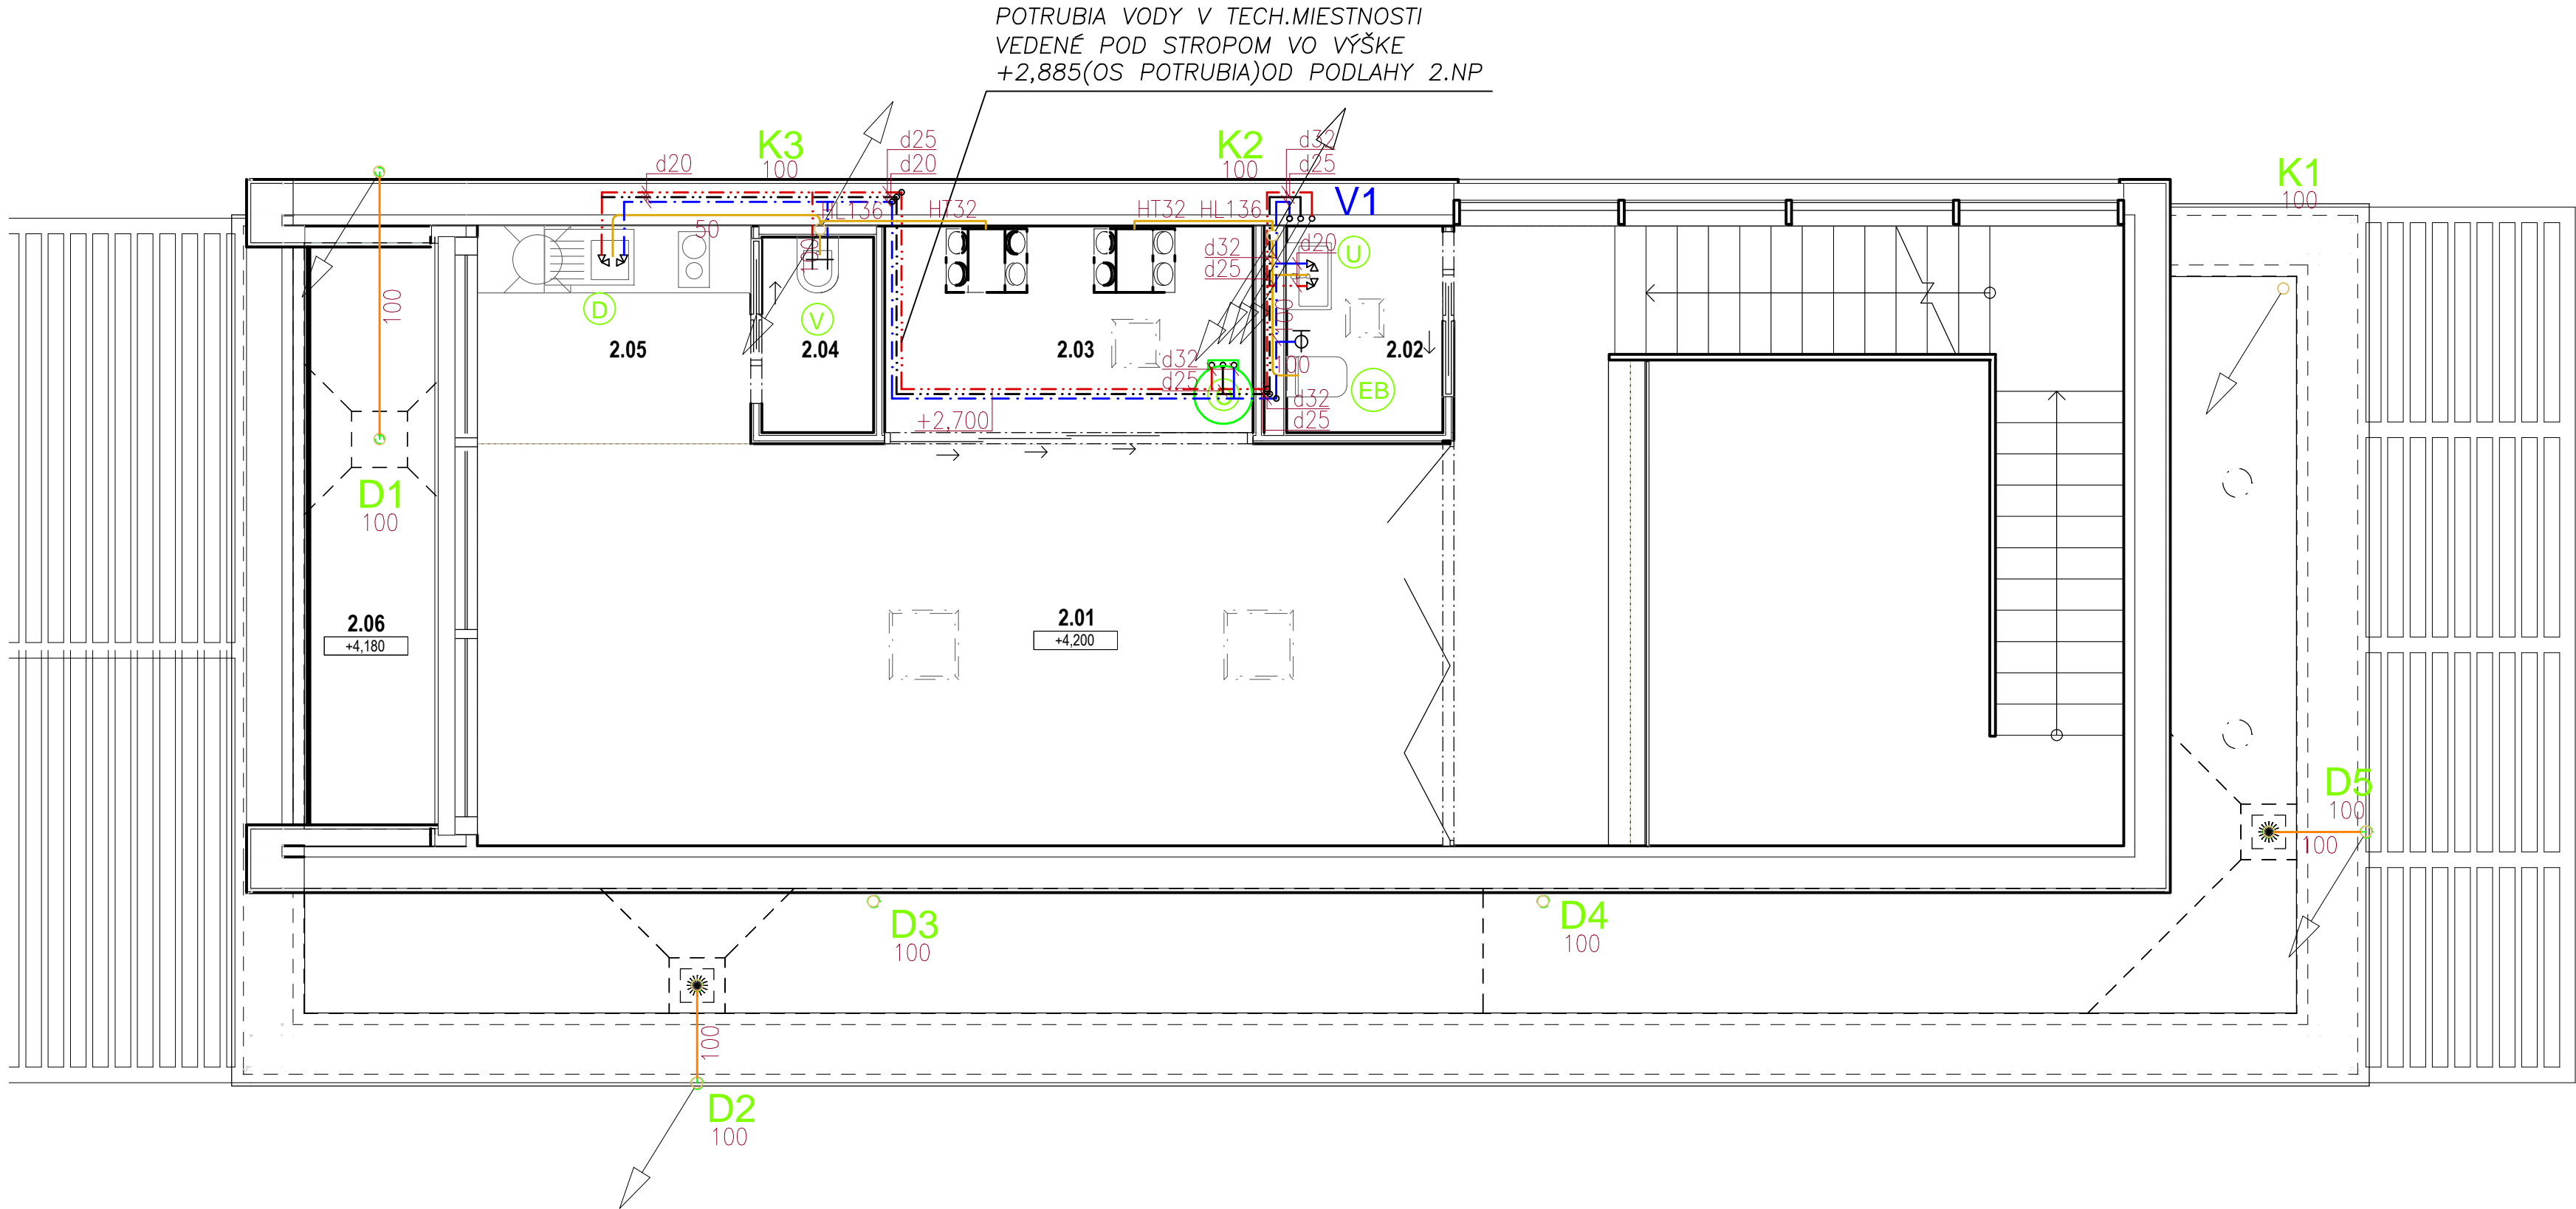 POTRUBIA VODY V TECH.MIESTNOSTI
VEDENÉ POD STROPOM VO VÝŠKE
+2,885(OS POTRUBIA)OD PODLAHY 2.NP
K3
100
d20
d25
d20
K2
100
d32
d25
V1
K1
100
HL136
HT32
HT32
HL136
50
100
d20
U
d32
d25
100
D
V
2.05
2.04
2.03
2.02
d32
d25
100
EB
d32
d25
+2,700
100
D1
100
2.06
+4,180
2.01
+4,200
D5
100
100
D3
100
D4
100
100
D2
100